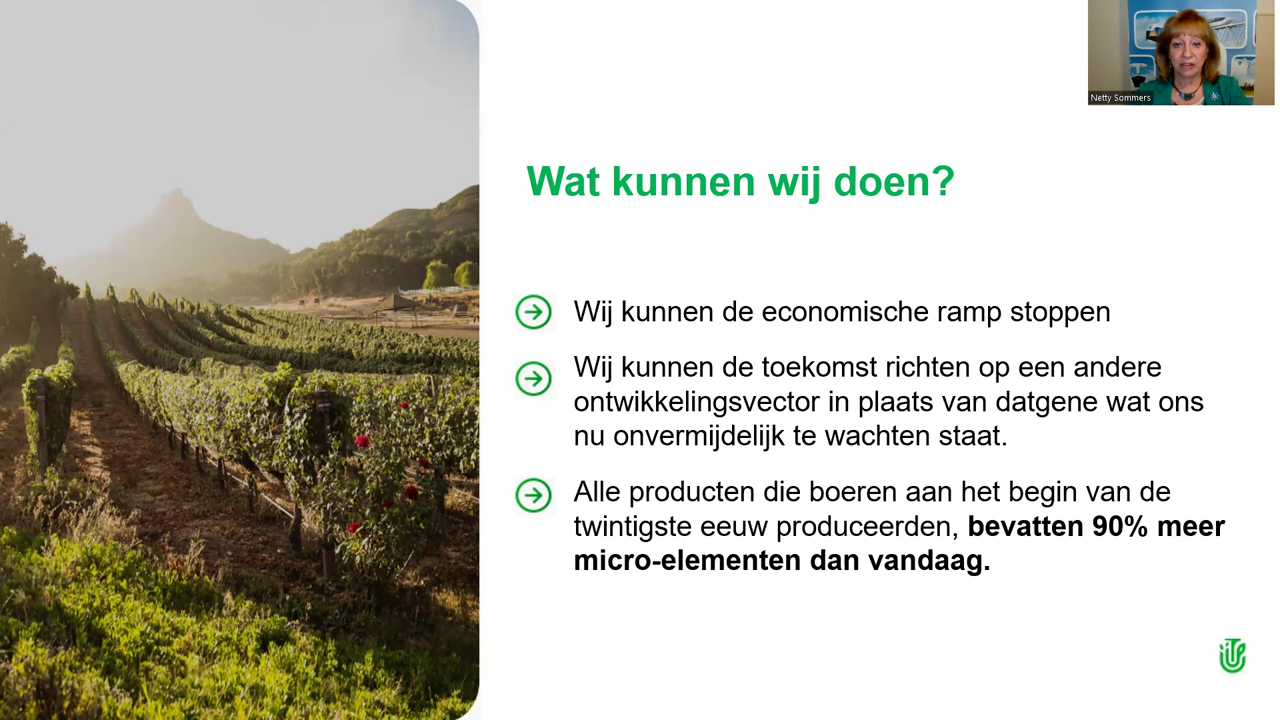 Netty Sommers
Wat kunnen wij doen?
Wij kunnen de economische ramp stoppen
Wij kunnen de toekomst richten op een andere
ontwikkelingsvector in plaats van datgene wat ons
nu onvermijdelijk te wachten staat.
Alle producten die boeren aan het begin van de
twintigste eeuw produceerden, bevatten 90% meer
micro-elementen dan vandaag.